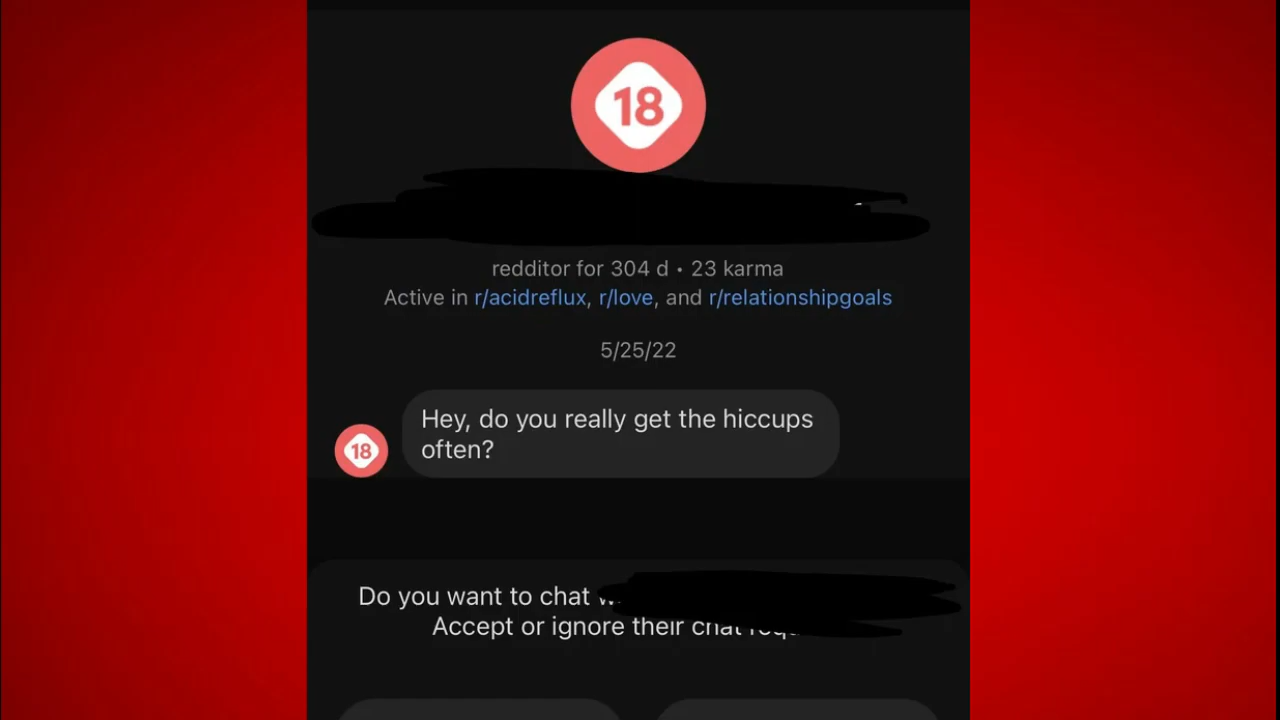 18
redditor for 304 d • 23 karma
Active in r/acidreflux, r/love, and r/relationshipgoals
5/25/22
Hey, do you really get the hiccups
often?
18
Do you want to chat
Accept or ignore their chat